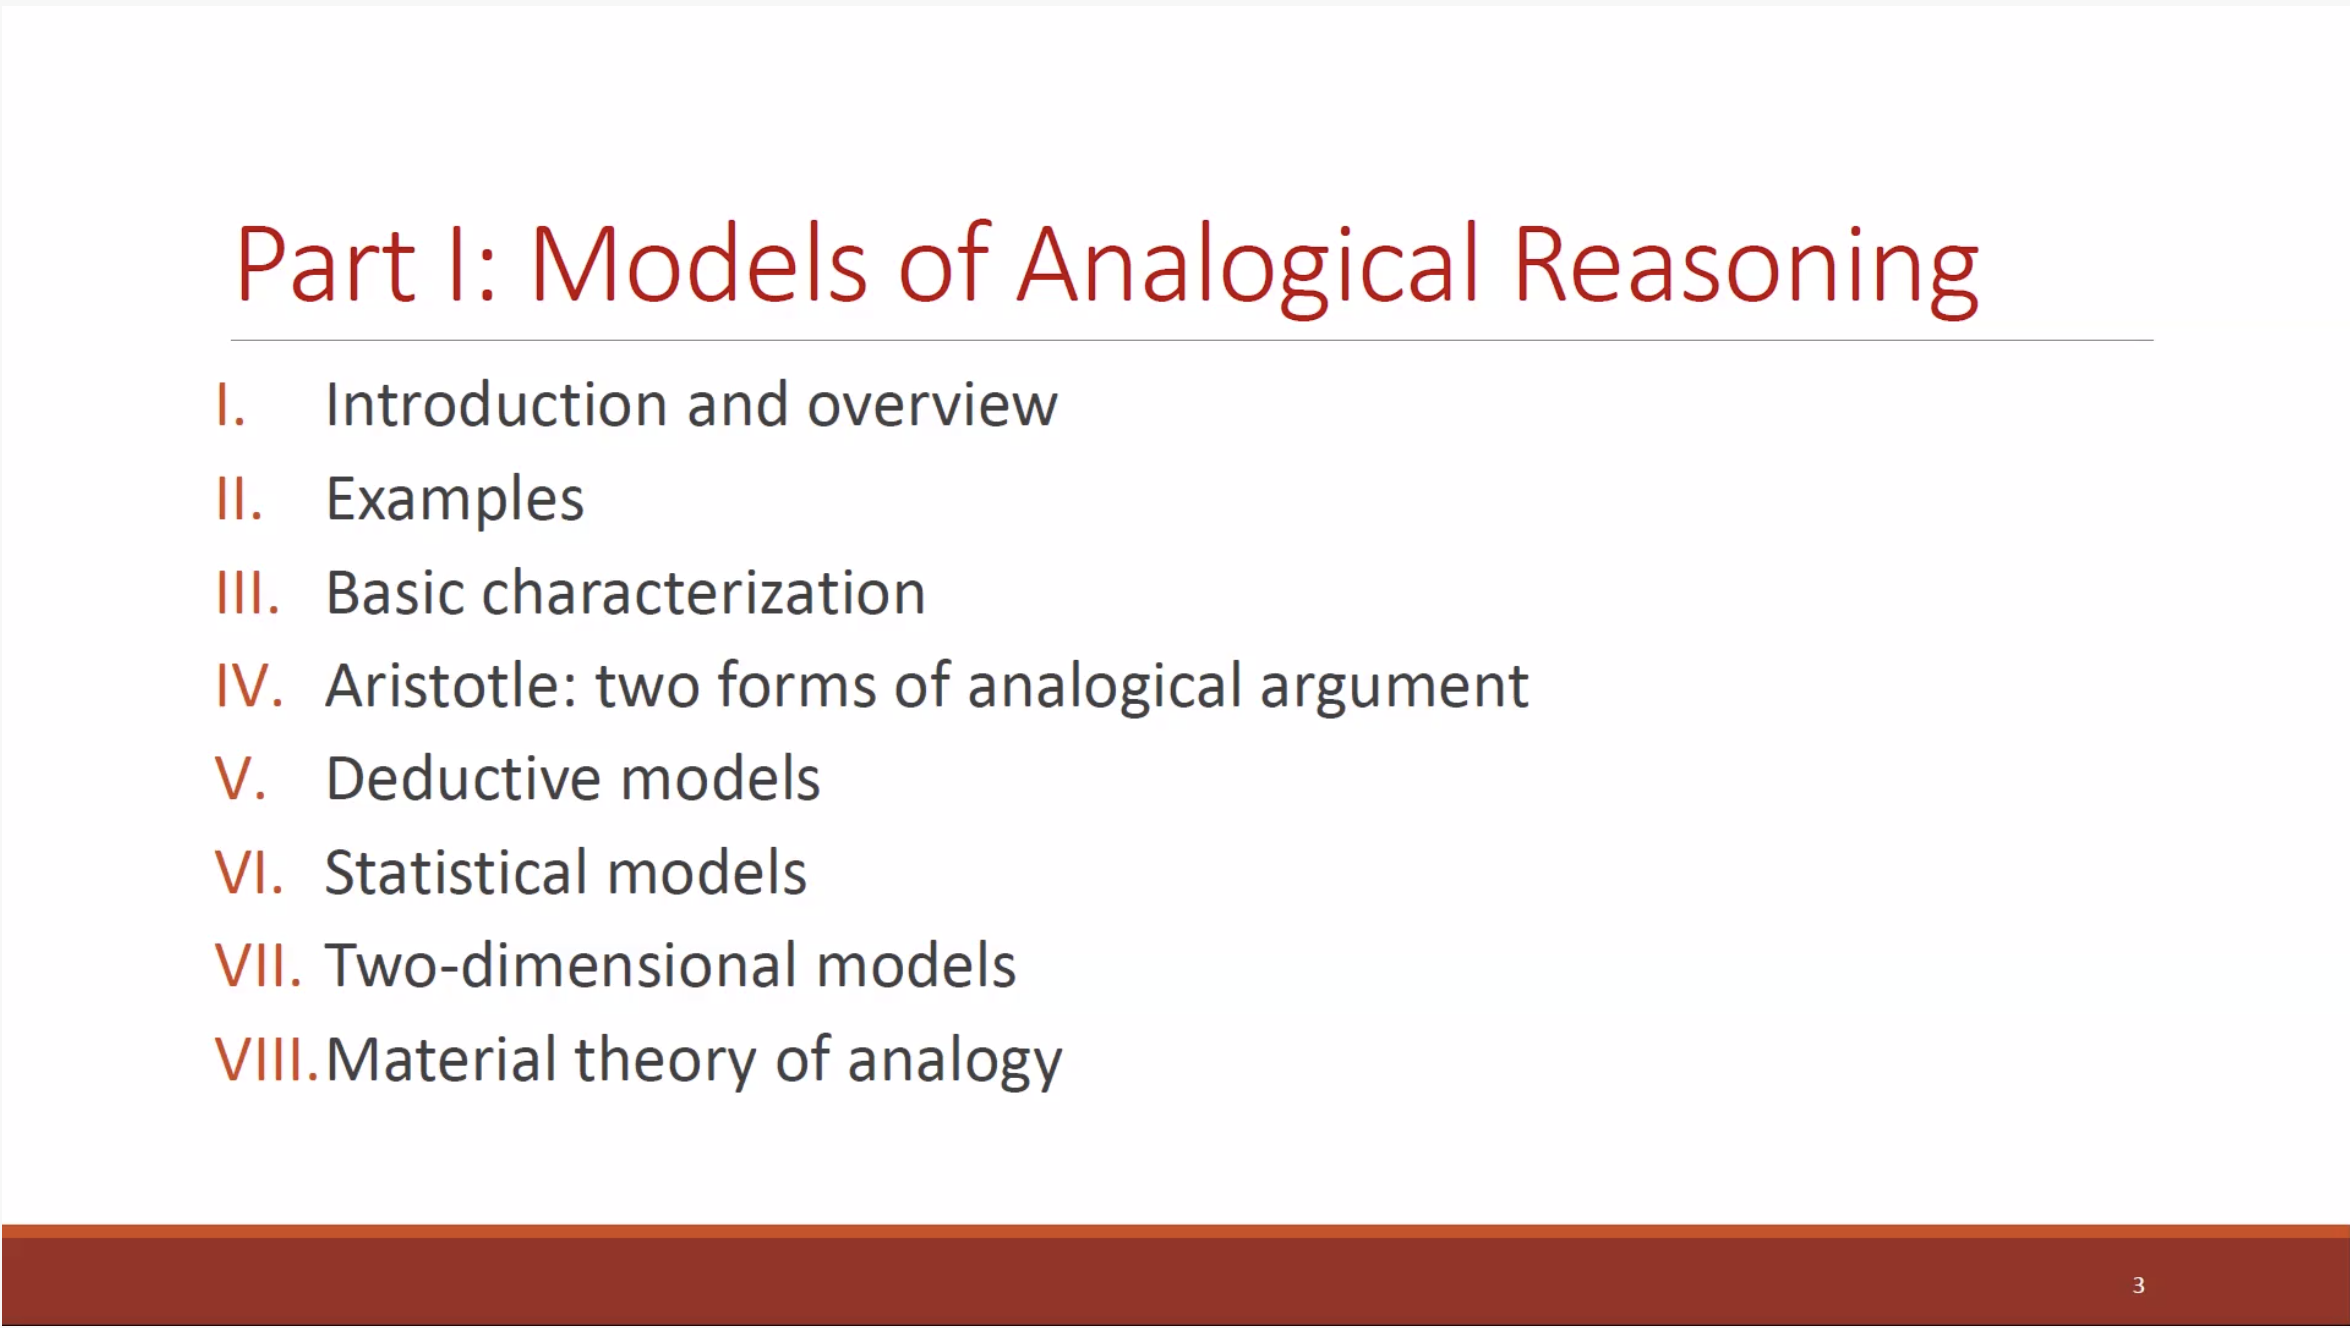 Part I: Models of Analogical Reasoning
I. Introduction and overview
II. Examples
III. Basic characterization
IV. Aristotle: two forms of analogical argument
V. Deductive models
VI. Statistical models
VII. Two-dimensional models
VIII. Material theory of analogy
3